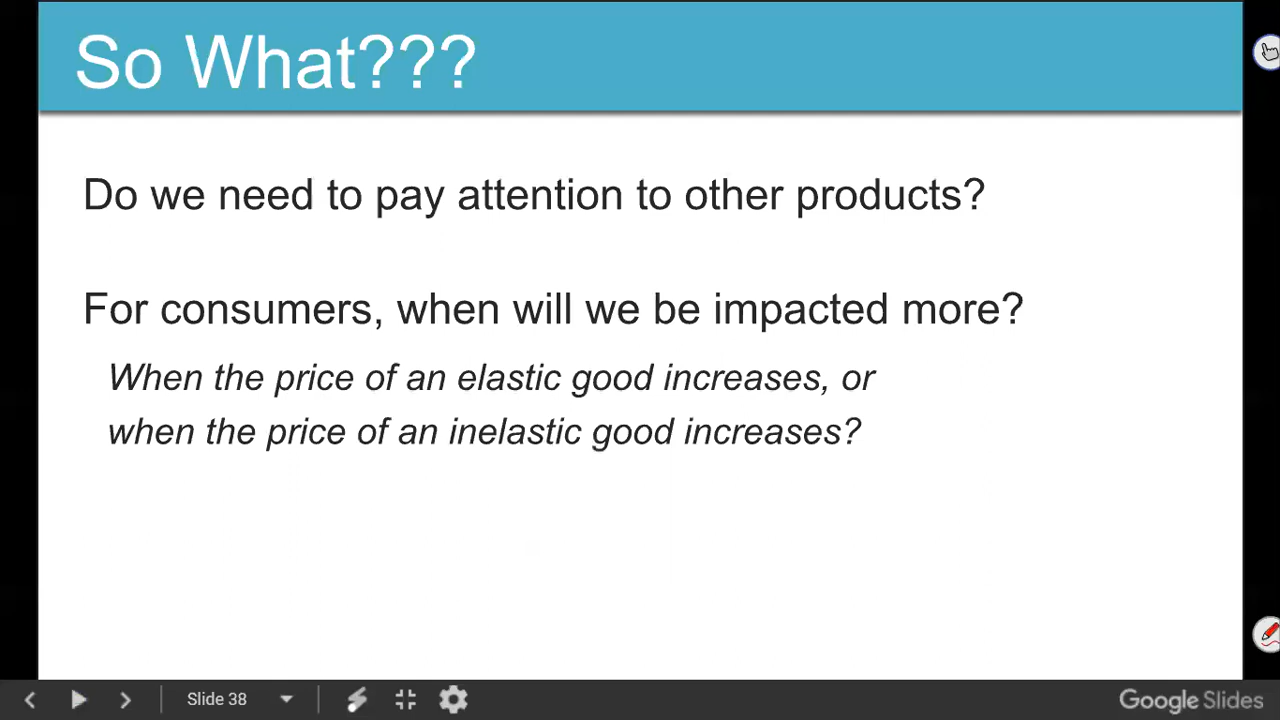 So What???
Do we need to pay attention to other products?
For consumers, when will we be impacted more?
When the price of an elastic good increases, or
when the price of an inelastic good increases?
Slide 38
Google Slides